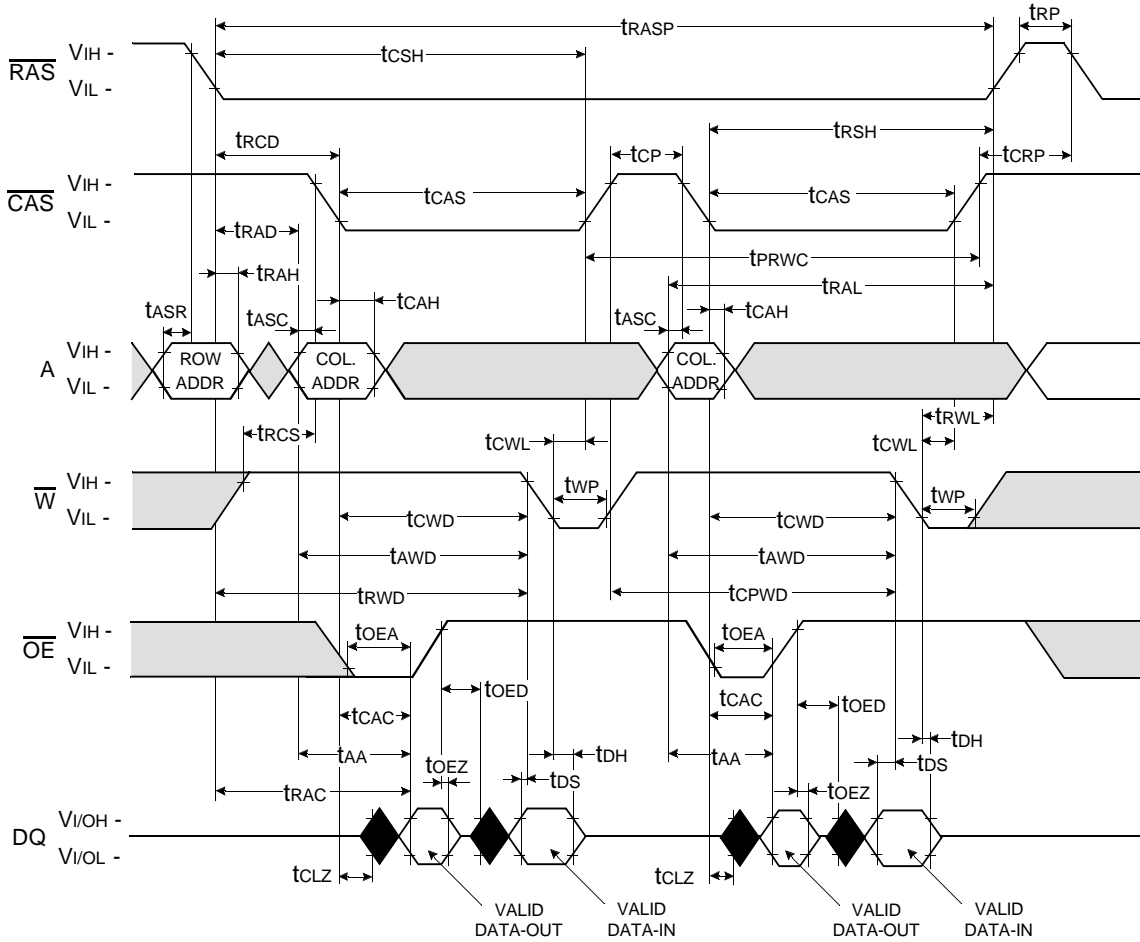 tRASP
tRP
VIH -
tCSH
RAS
VIL -
tRSH
tRCD
tCP
tCRP
VIH -
CAS
tCAS
tCAS
VIL -
tRAD
tPRWC
tRAH
tRAL
tASR
tCAH
tASC
tASC
tCAH
VIH -
ROW
ADDR
COL.
ADDR
COL.
ADDR
A
VIL -
tRWL
tRCS
tCWL
tCWL
VIH -
W
tWP
tWP
VIL -
tCWD
tCWD
tAWD
tAWD
tRWD
tCPWD
VIH -
OE
tOEA
tOEA
VIL -
tOED
tOED
tCAC
tCAC
tAA
tDH
tAA
tDH
tOEZ
tDS
tDS
tRAC
tOEZ
VI/OH -
DQ
VI/OL -
tCLZ
tCLZ
VALID
DATA-OUT
VALID
DATA-IN
VALID
DATA-OUT
VALID
DATA-IN